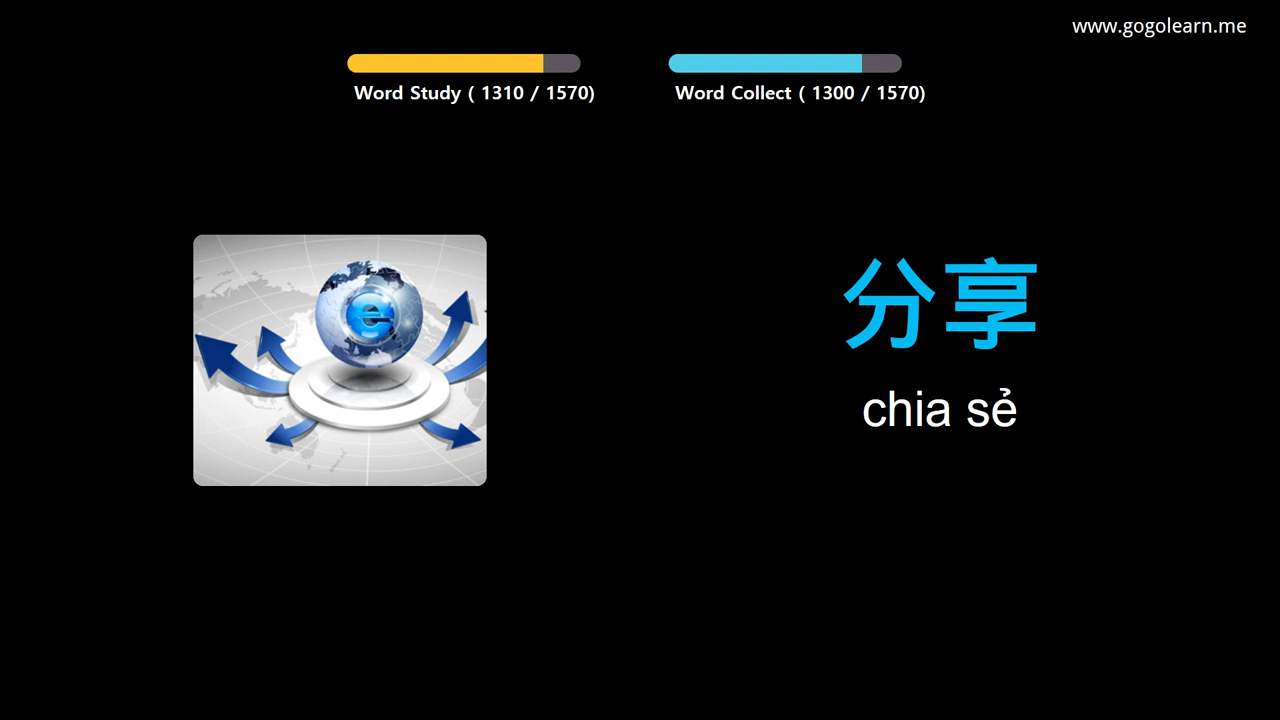 www.gogolearn.me
Word Study ( 1310 / 1570)
Word Collect ( 1300 / 1570)
e
分享
chia sẻ